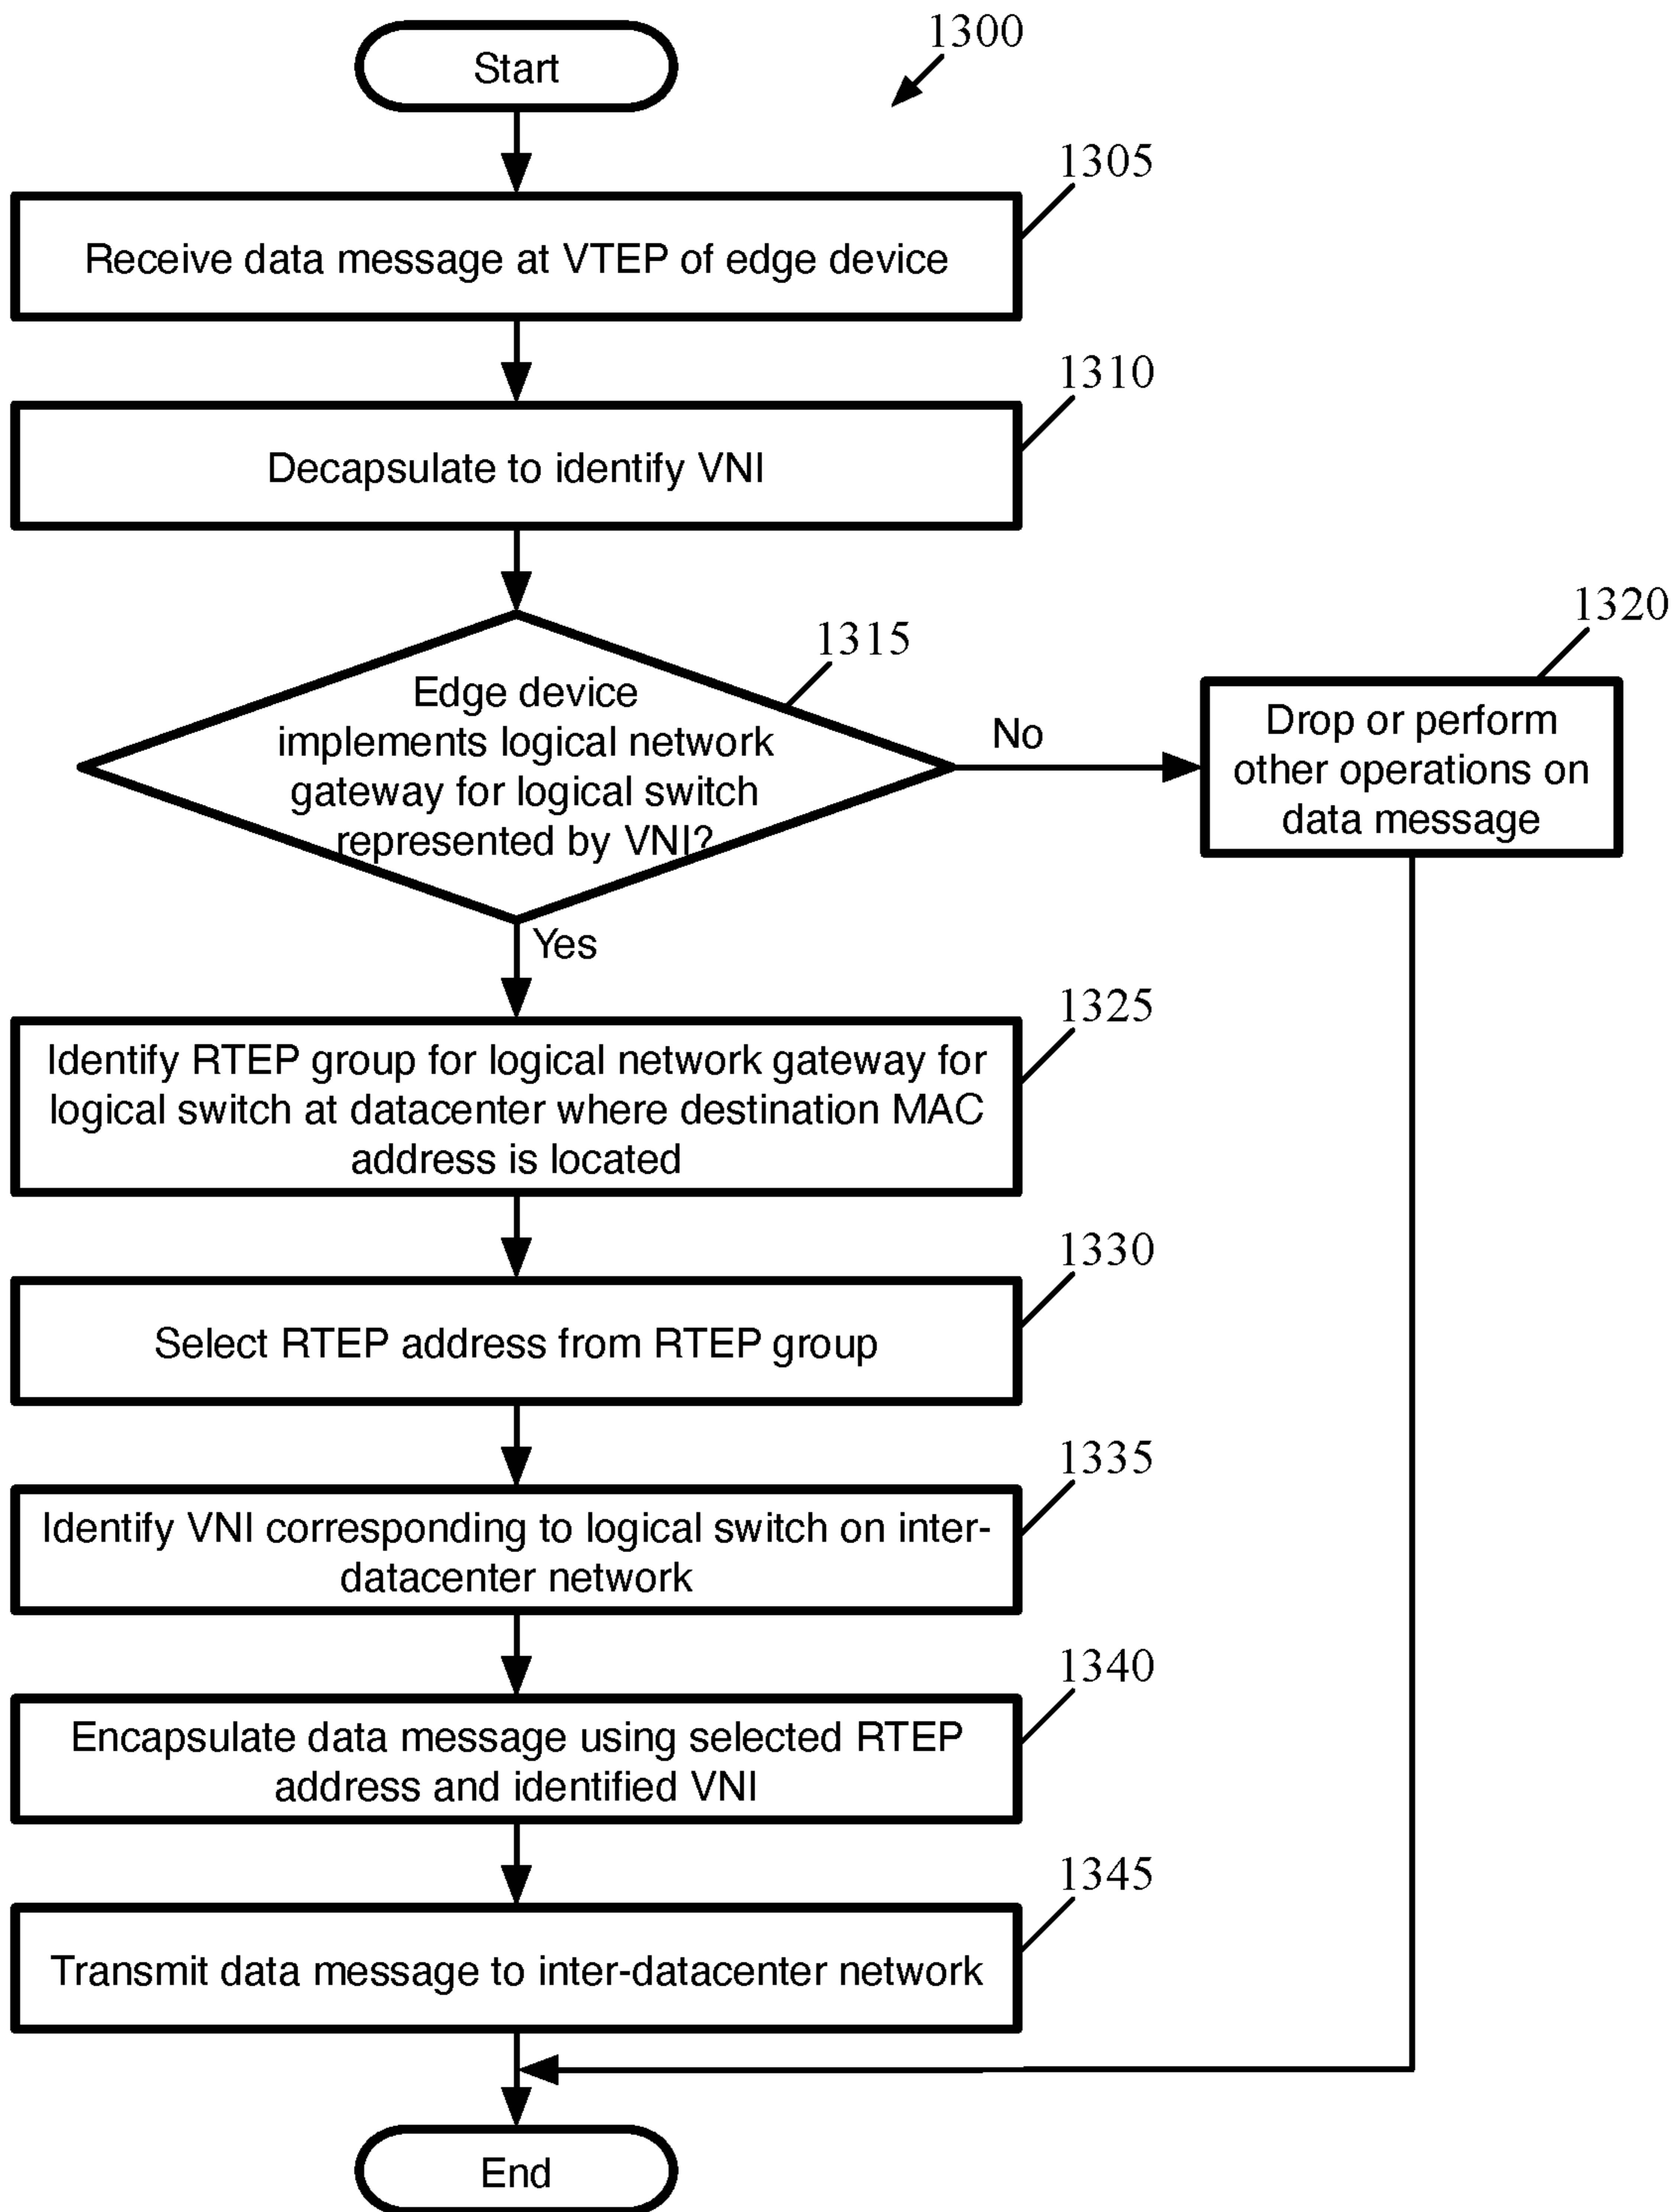 Start
1300
1305
Receive data message at VTEP of edge device
1310
Decapsulate to identify VNI
1315
Edge device
implements logical network
gateway for logical switch
represented by VNI?
No
1320
Drop or perform
other operations on
data message
Yes
1325
Identify RTEP group for logical network gateway for
logical switch at datacenter where destination MAC
address is located
1330
Select RTEP address from RTEP group
1335
Identify VNI corresponding to logical switch on inter-
datacenter network
1340
Encapsulate data message using selected RTEP
address and identified VNI
1345
Transmit data message to inter-datacenter network
End